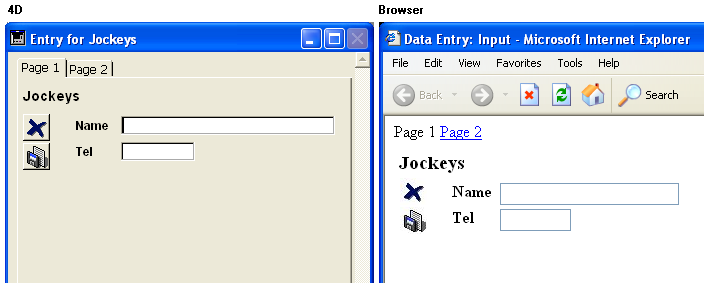 4D
Entry for Jockeys
Page 1 Page 2
Jockeys
Name
Tel
Browser
Data Entry: Input - Microsoft Internet Explorer
File Edit View Favorites Tools Help
Back Search
Page 1 Page 2
Jockeys
Name
Tel